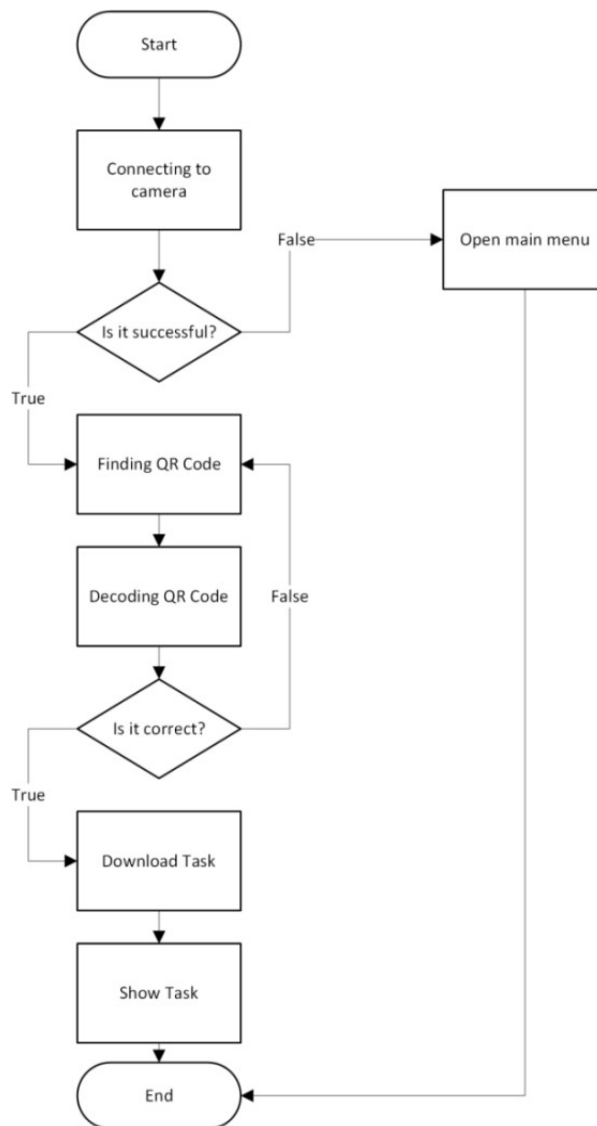 Start
Connecting to
camera
False
Open main menu
Is it successful?
True
Finding QR Code
Decoding QR Code
False
Is it correct?
True
Download Task
Show Task
End